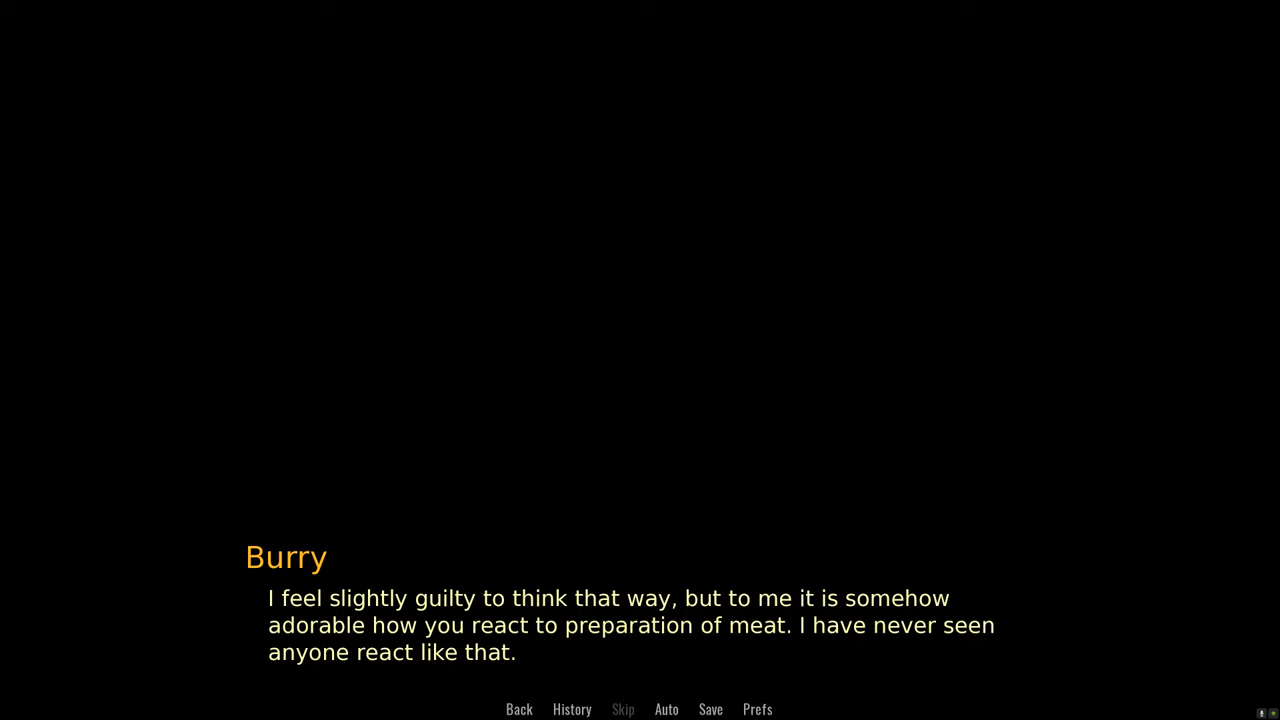 Burry
I feel slightly guilty to think that way, but to me it is somehow
adorable how you react to preparation of meat. I have never seen
anyone react like that.
Back History Skip Auto Save Prefs